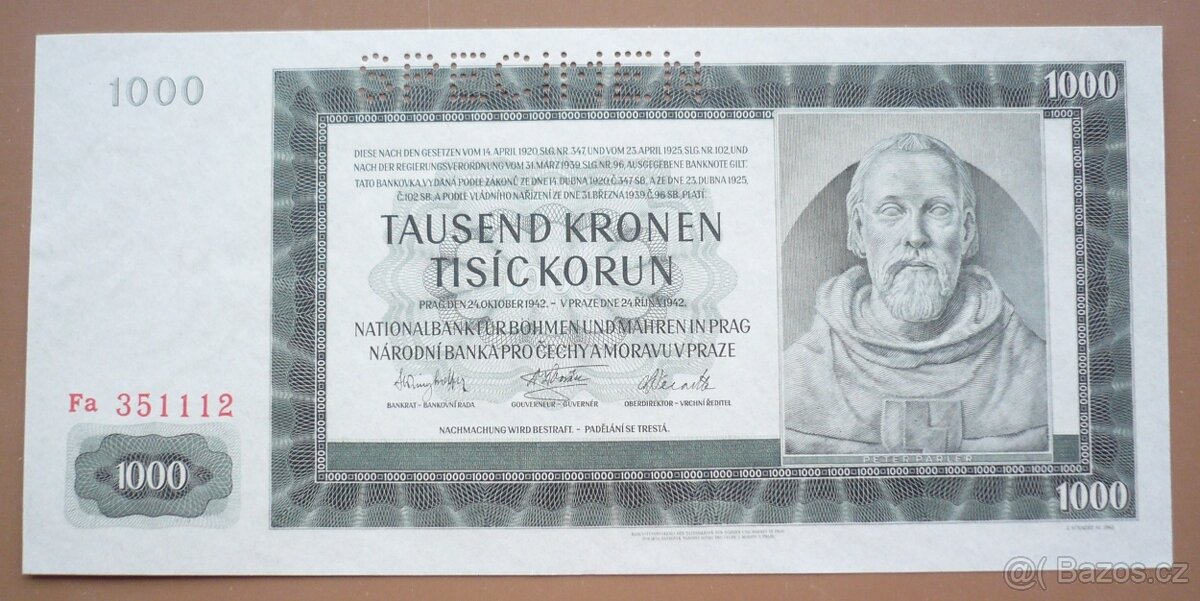 SPECIMEN
1000
1000
DIESE NACH DEN GESETZEN VOM 14. APRIL 1920, SLG. NR. 347, UND VOM 23. APRIL 1925, SLG. NR. 102, UND
NACH DER REGIERUNGSVERORDNUNG VOM 31. MÄRZ 1939, SLG. NR. 96, AUSGEGEBENE BANKNOTE GILT.
TATO BANKOVKA, VYDANÁ PODLE ZÁKONŮ ZE DNE 14. DUBNA 1920, Č. 347 SB., A ZE DNE 23. DUBNA 1925,
Č. 102 SB., A PODLE VLÁDNÍHO NAŘÍZENÍ ZE DNE 31. BŘEZNA 1939, Č. 96 SB., PLATÍ.
TAUSEND KRONEN
TISÍC KORUN
PRAG, DEN 24. OKTOBER 1942. – V PRAZE DNE 24. ŘÍJNA 1942.
NATIONALBANK FÜR BÖHMEN UND MÄHREN IN PRAG
NÁRODNÍ BANKA PRO ČECHY A MORAVU V PRAZE
BANKRAT – BANKOVNÍ RADA
GOUVERNEUR – GUVERNÉR
OBERDIREKTOR – VRCHNÍ ŘEDITEL
NACHMACHUNG WIRD BESTRAFT. – PADĚLÁNÍ SE TRESTÁ.
Fa 351112
1000
PETER PARLER
1000
@( Bazos.cz